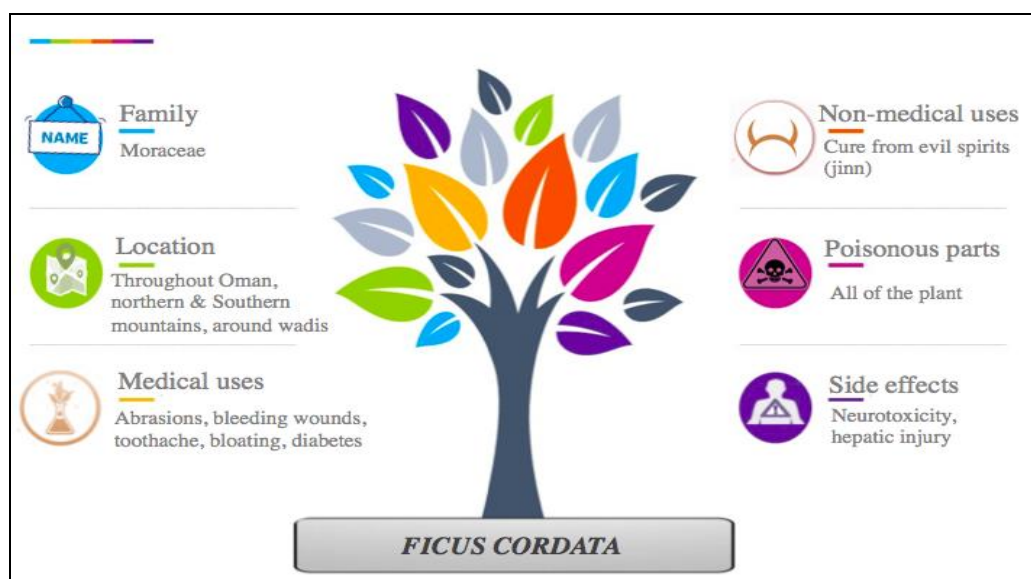 NAME
Family
Moraceae
Location
Throughout Oman,
northern & Southern
mountains, around wadis
Medical uses
Abrasions, bleeding wounds,
toothache, bloating, diabetes
Non-medical uses
Cure from evil spirits
(jinn)
Poisonous parts
All of the plant
Side effects
Neurotoxicity,
hepatic injury
FICUS CORDATA